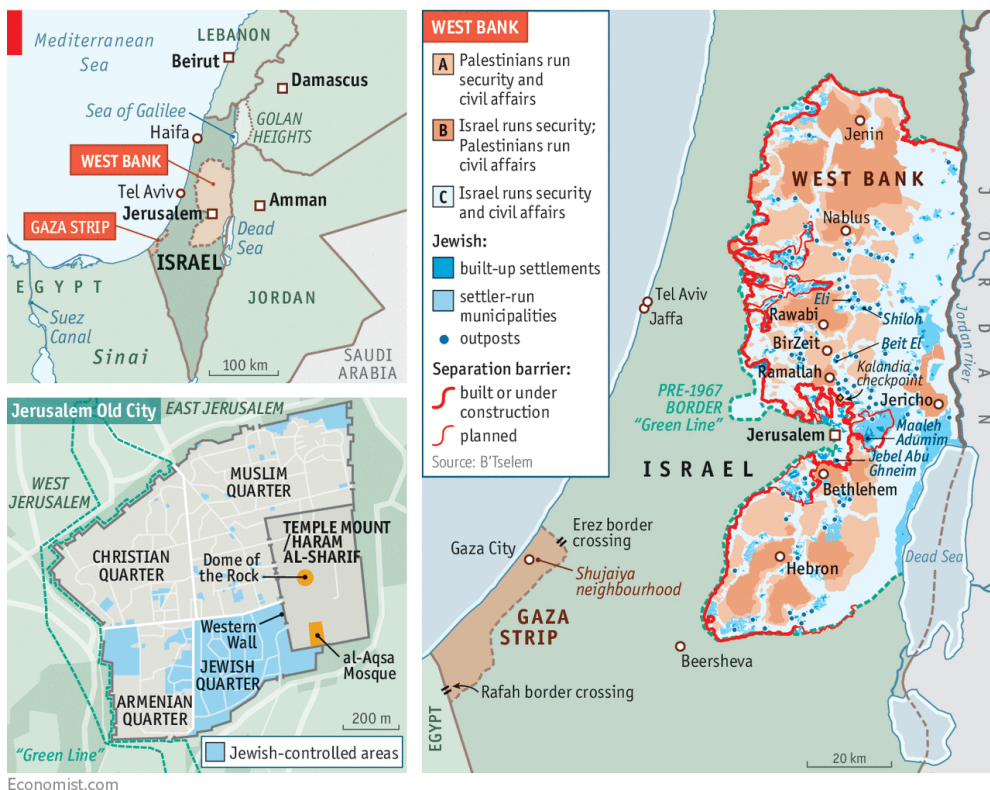 Mediterranean
Sea
LEBANON
Beirut
Damascus
Sea of Galilee
GOLAN
HEIGHTS
Haifa
WEST BANK
Tel Aviv
Jerusalem
Amman
GAZA STRIP
Dead
Sea
ISRAEL
EGYPT
JORDAN
Suez
Canal
Sinai
100 km
SAUDI
ARABIA
Jerusalem Old City
EAST JERUSALEM
WEST
JERUSALEM
MUSLIM
QUARTER
TEMPLE MOUNT
/HARAM
AL-SHARIF
CHRISTIAN
QUARTER
Dome of
the Rock
Western
Wall
JEWISH
QUARTER
al-Aqsa
Mosque
ARMENIAN
QUARTER
200 m
"Green Line"
Jewish-controlled areas
WEST BANK
A Palestinians run
security and
civil affairs
B Israel runs security;
Palestinians run
civil affairs
C Israel runs security
and civil affairs
Jewish:
built-up settlements
settler-run
municipalities
outposts
Separation barrier:
built or under
construction
planned
Source: B'Tselem
Jenin
WEST BANK
Nablus
JORDAN
Tel Aviv
Jaffa
Eli
Shiloh
Rawabi
BirZeit
Beit El
Ramallah
Kalandia
checkpoint
Jordan river
PRE-1967
BORDER
"Green Line"
Jericho
Maaleh
Adumim
Jerusalem
Jebel Abu
Ghneim
ISRAEL
Bethlehem
Erez border
crossing
Gaza City
Shujaiya
neighbourhood
Hebron
Dead Sea
GAZA
STRIP
Beersheva
Rafah border crossing
EGYPT
20 km
Economist.com